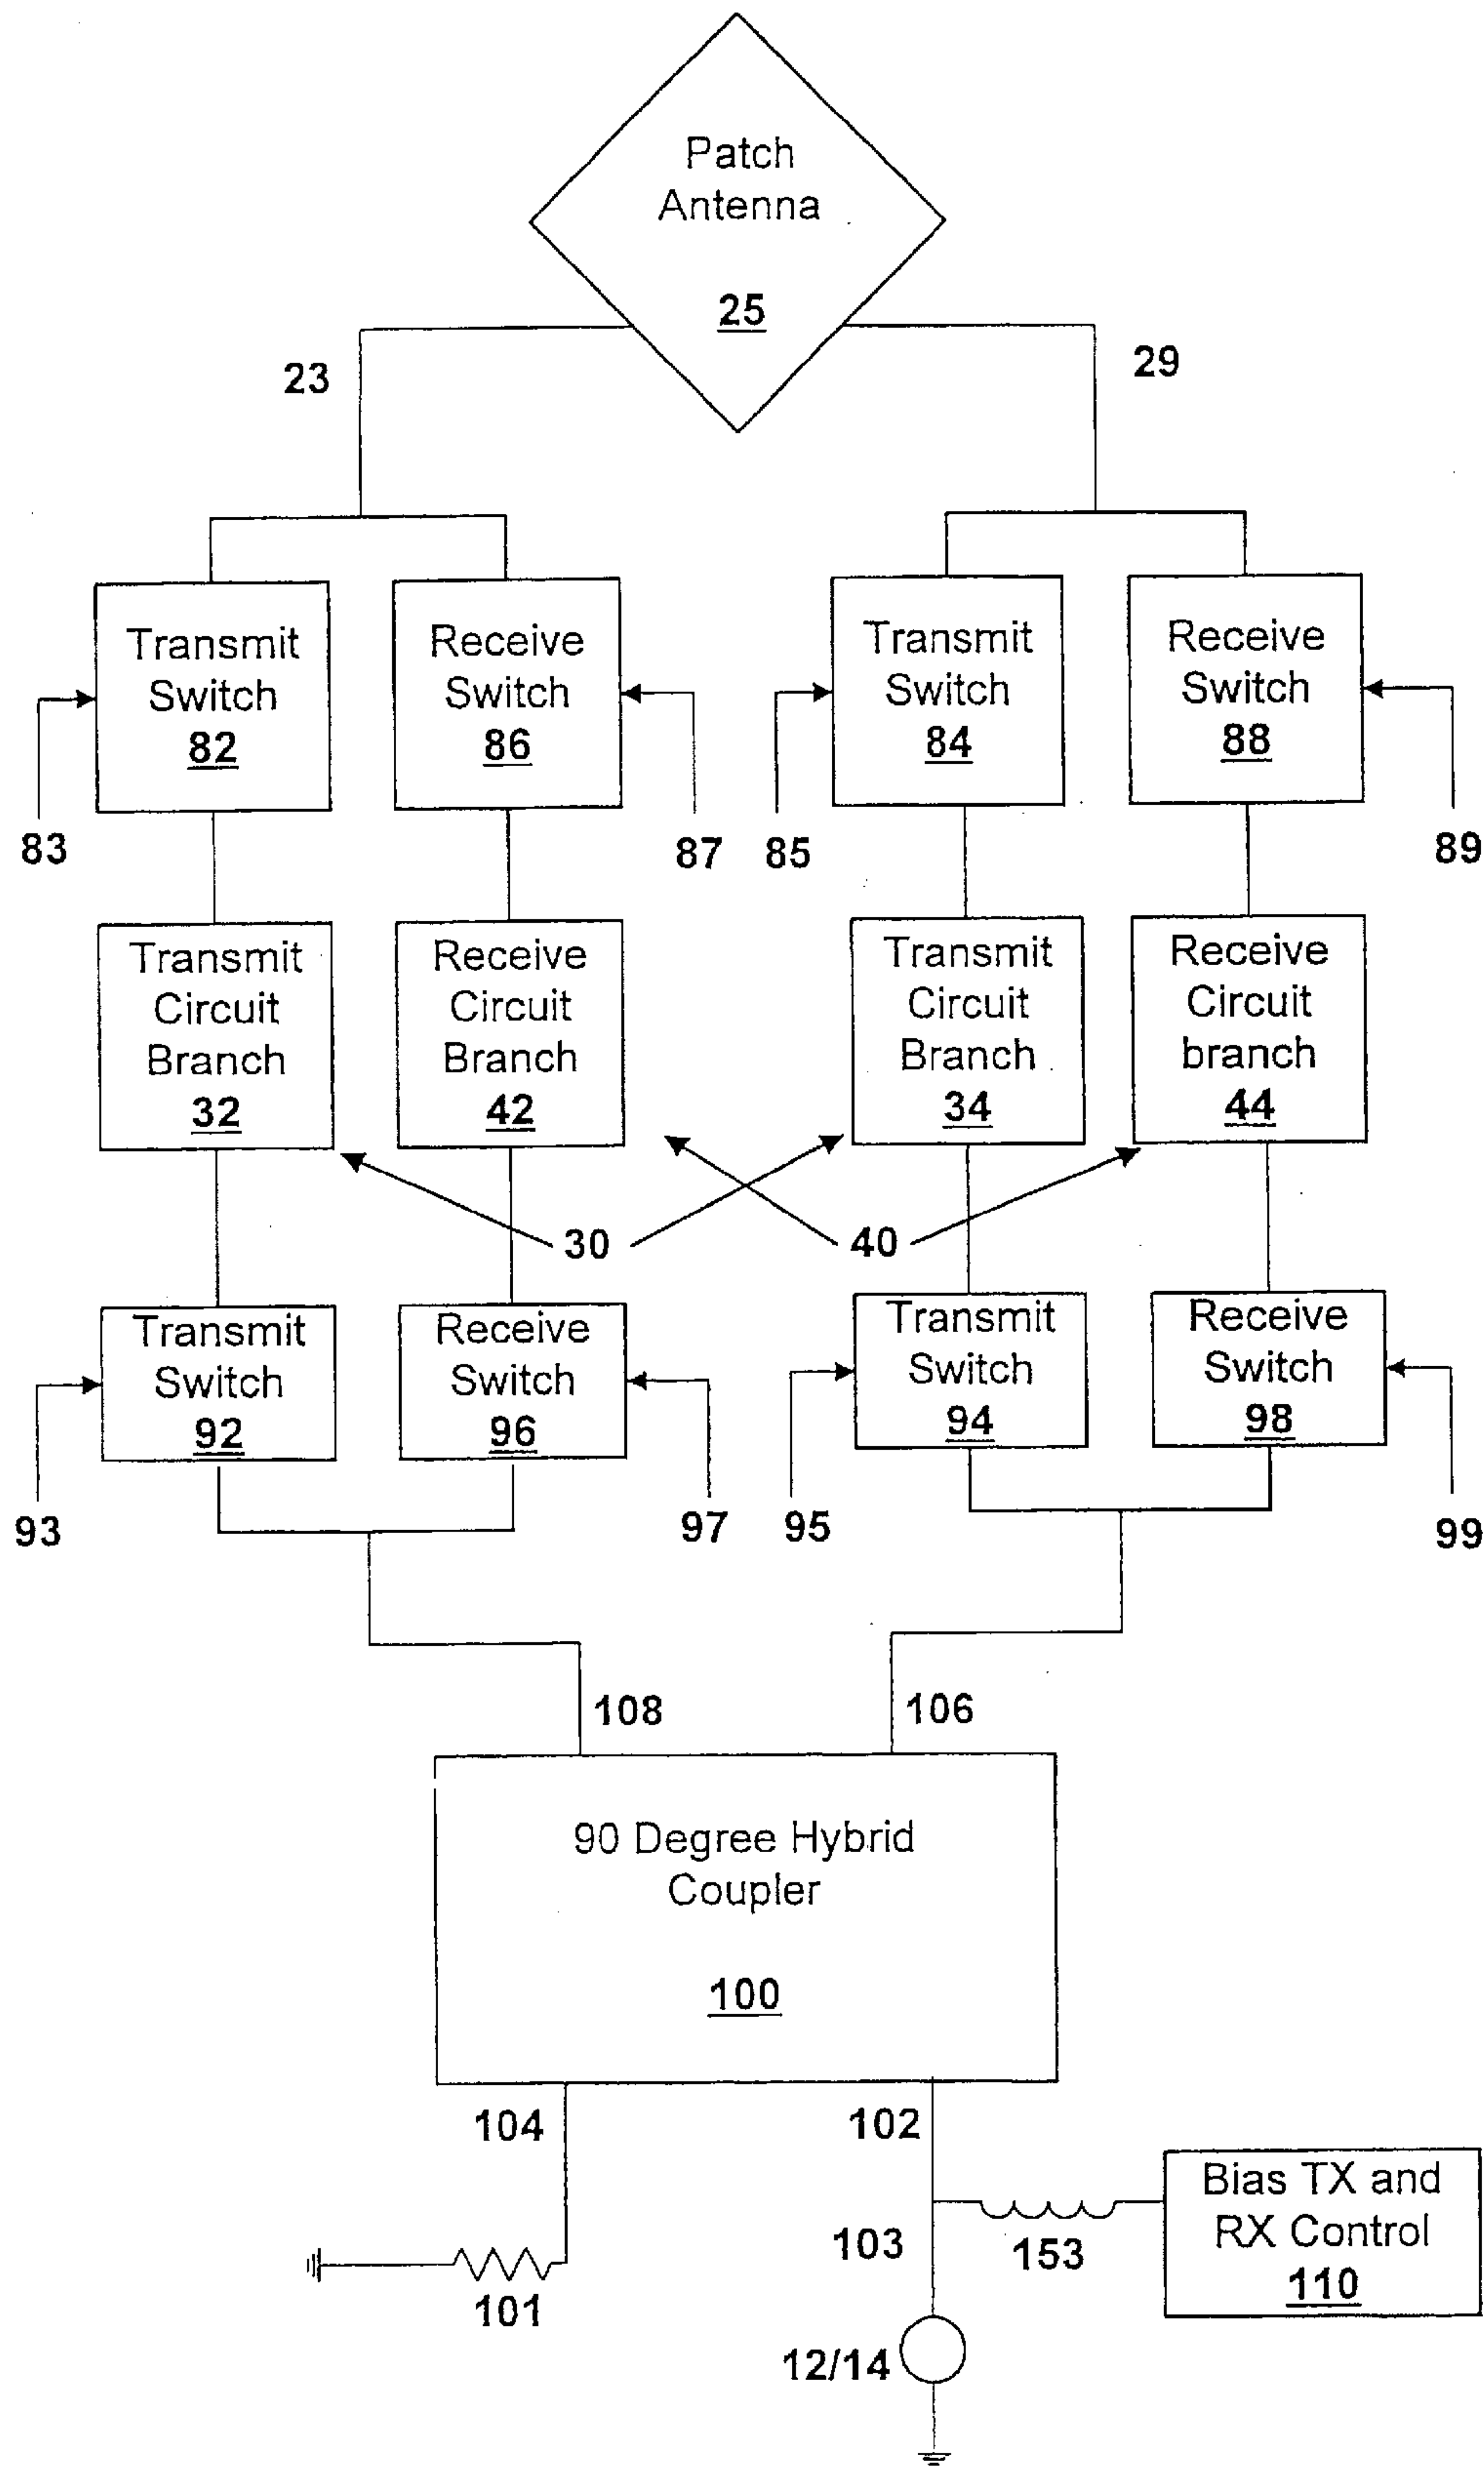 Patch
Antenna
25
23
29
Transmit
Switch
82
Receive
Switch
86
Transmit
Switch
84
Receive
Switch
88
83
87
85
89
Transmit
Circuit
Branch
32
Receive
Circuit
Branch
42
Transmit
Circuit
Branch
34
Receive
Circuit
branch
44
30
40
Transmit
Switch
92
Receive
Switch
96
Transmit
Switch
94
Receive
Switch
98
93
97
95
99
108
106
90 Degree Hybrid
Coupler
100
104
102
Bias TX and
RX Control
110
103
153
101
12/14